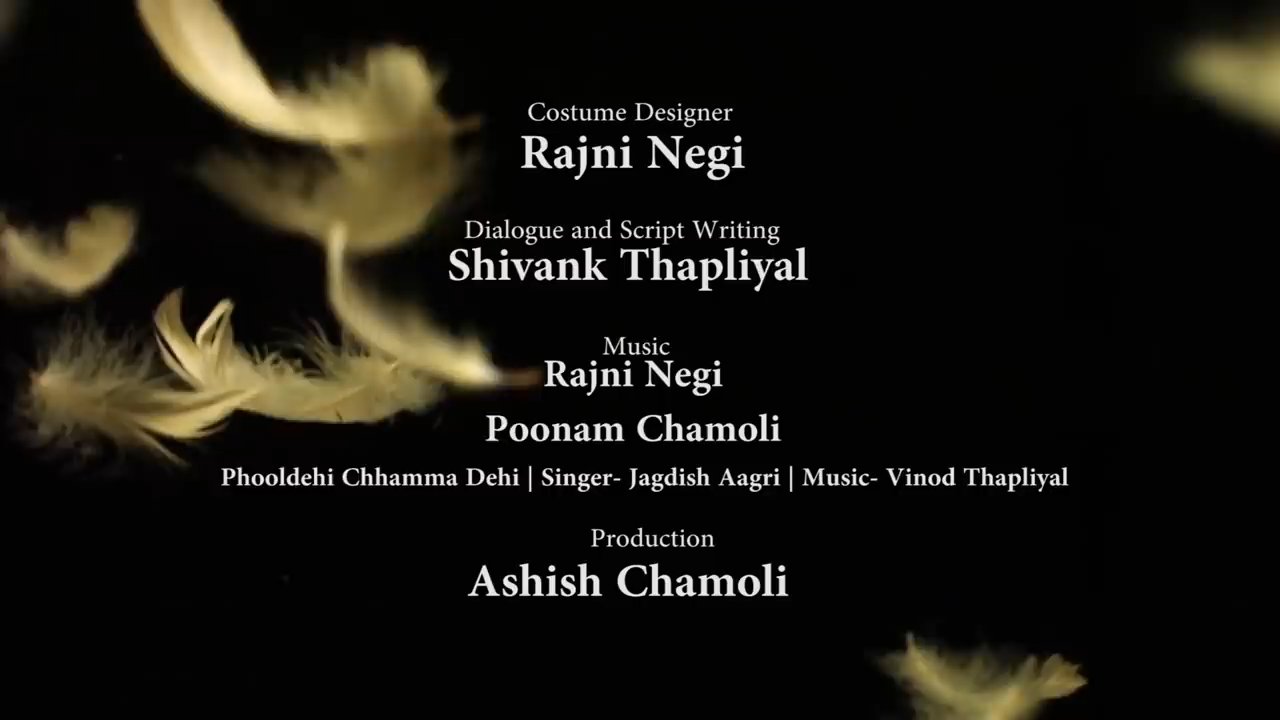 Costume Designer
Rajni Negi
Dialogue and Script Writing
Shivank Thapliyal
Music
Rajni Negi
Poonam Chamoli
Phooldehi Chhamma Dehi | Singer- Jagdish Aagri | Music- Vinod Thapliyal
Production
Ashish Chamoli